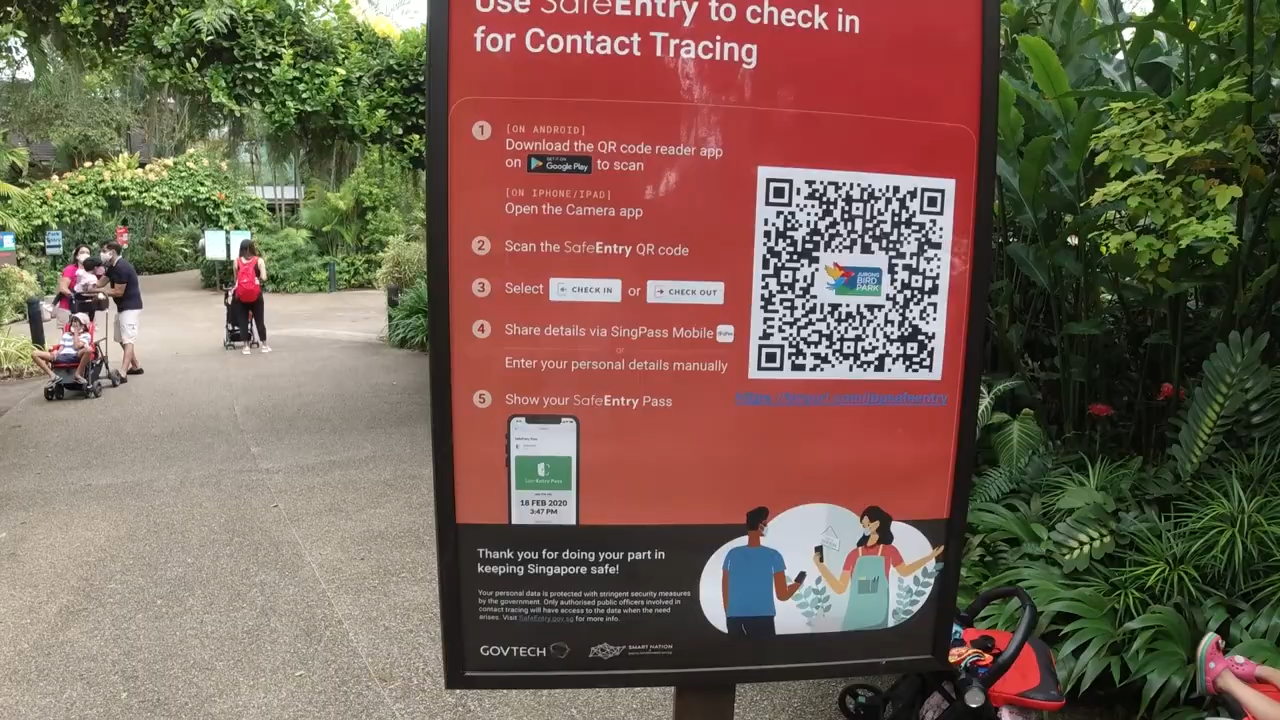 Use SafeEntry to check in
for Contact Tracing
1
[ON ANDROID]
Download the QR code reader app
on GET IT ON Google Play to scan
[ON IPHONE/IPAD]
Open the Camera app
2 Scan the SafeEntry QR code
3 Select CHECK IN or CHECK OUT
4 Share details via SingPass Mobile
or
Enter your personal details manually
5 Show your SafeEntry Pass
JURONG
BIRD
PARK
SafeEntry Pass
18 FEB 2020
3:47 PM
Thank you for doing your part in
keeping Singapore safe!
Your personal data is protected with stringent security measures
by the government. Only authorised public officers involved in
contact tracing will have access to the data when the need
arises. Visit SafeEntry.gov.sg for more info.
GOVTECH
SMART NATION